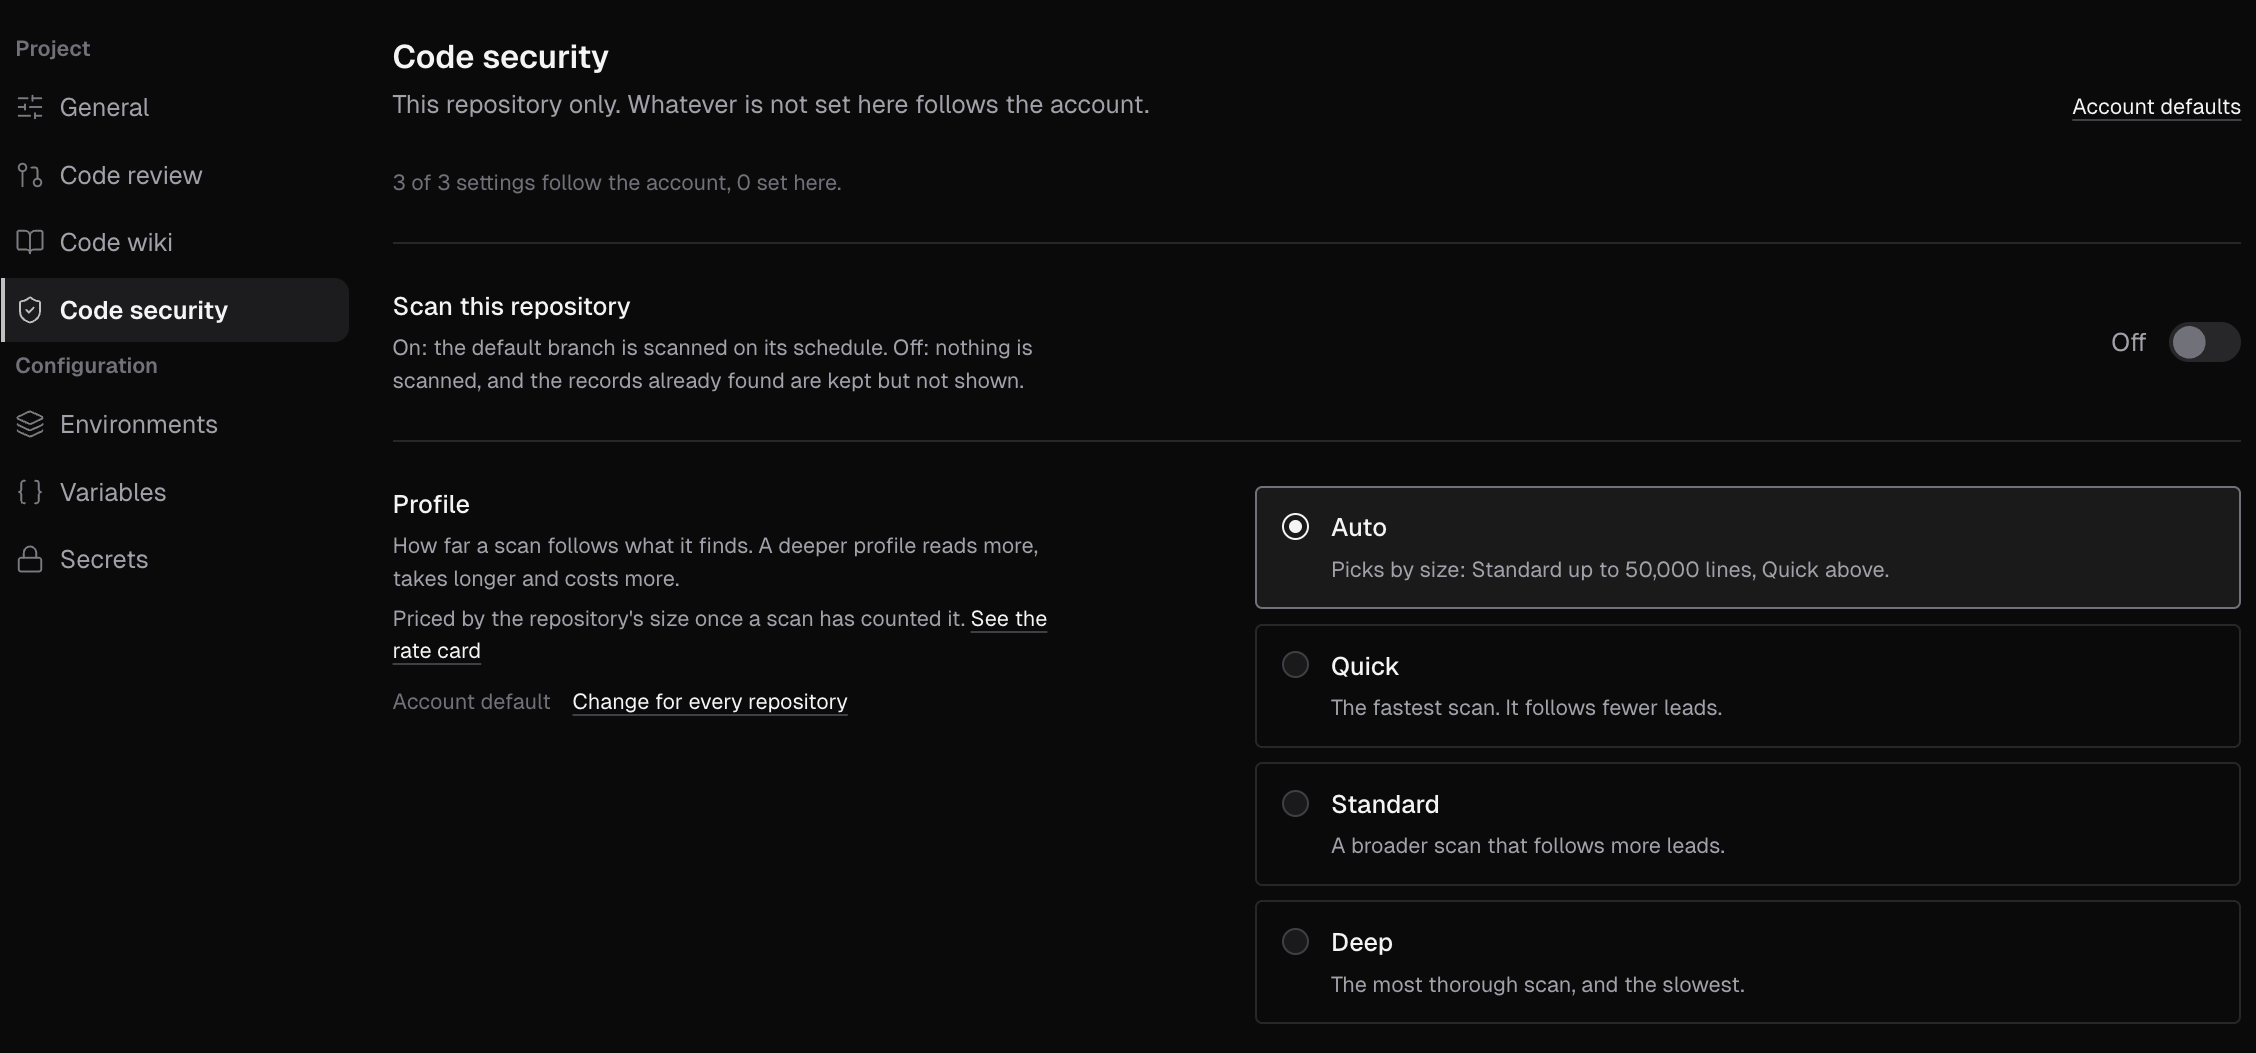 Project
General
Code review
Code wiki
Code security
Configuration
Environments
Variables
Secrets
Code security
This repository only. Whatever is not set here follows the account.
Account defaults
3 of 3 settings follow the account, 0 set here.
Scan this repository
On: the default branch is scanned on its schedule. Off: nothing is
scanned, and the records already found are kept but not shown.
Off
Profile
How far a scan follows what it finds. A deeper profile reads more,
takes longer and costs more.
Priced by the repository's size once a scan has counted it. See the
rate card
Account default Change for every repository
Auto
Picks by size: Standard up to 50,000 lines, Quick above.
Quick
The fastest scan. It follows fewer leads.
Standard
A broader scan that follows more leads.
Deep
The most thorough scan, and the slowest.